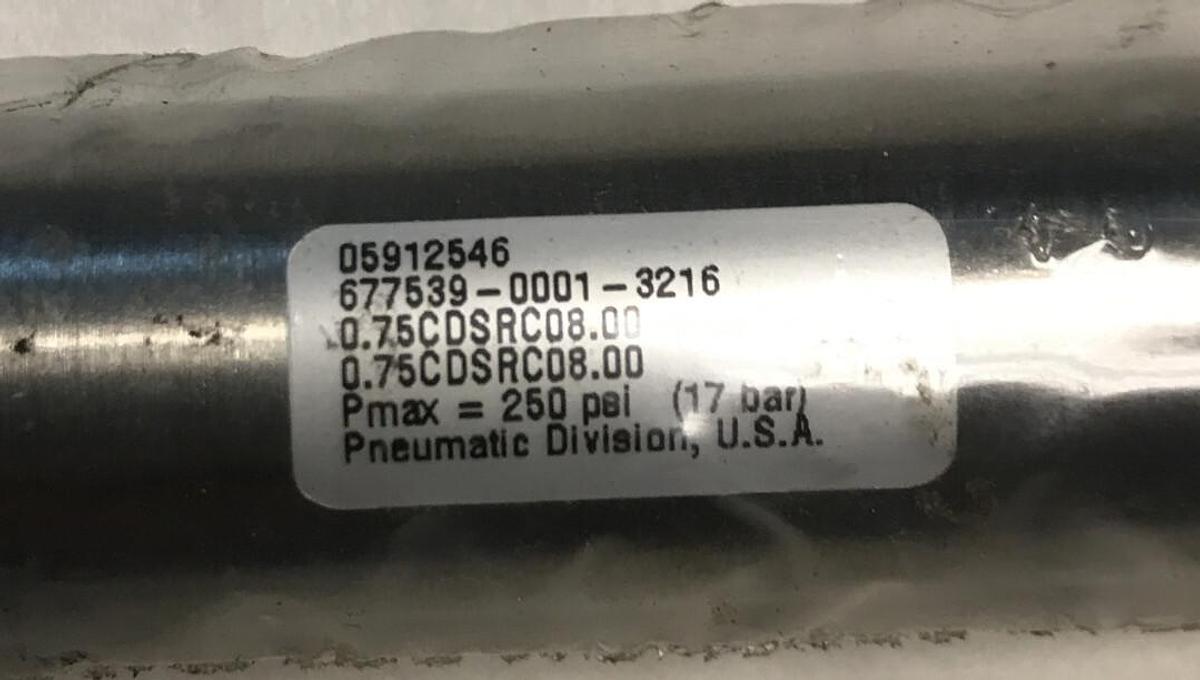 05912546
677539-0001-3216
0.75CDSRC08.00
0.75CDSRC08.00
Pmax = 250 psi (17 bar)
Pneumatic Division, U.S.A.